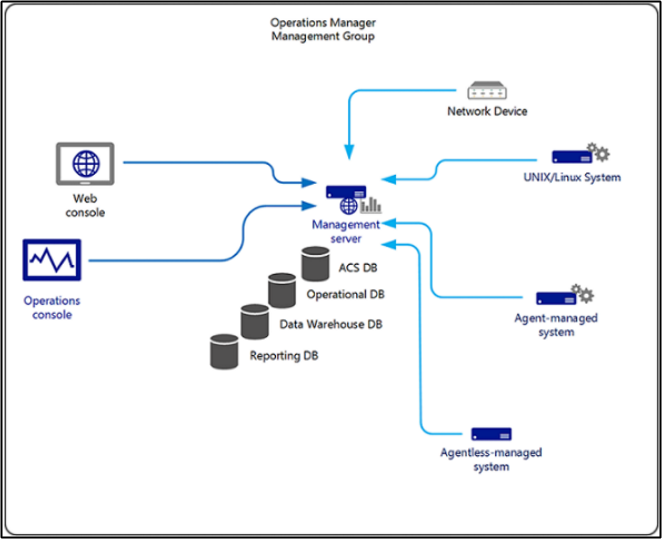 Operations Manager
Management Group
Network Device
UNIX/Linux System
Web
console
Management
server
ACS DB
Operational DB
Operations
console
Data Warehouse DB
Agent-managed
system
Reporting DB
Agentless-managed
system